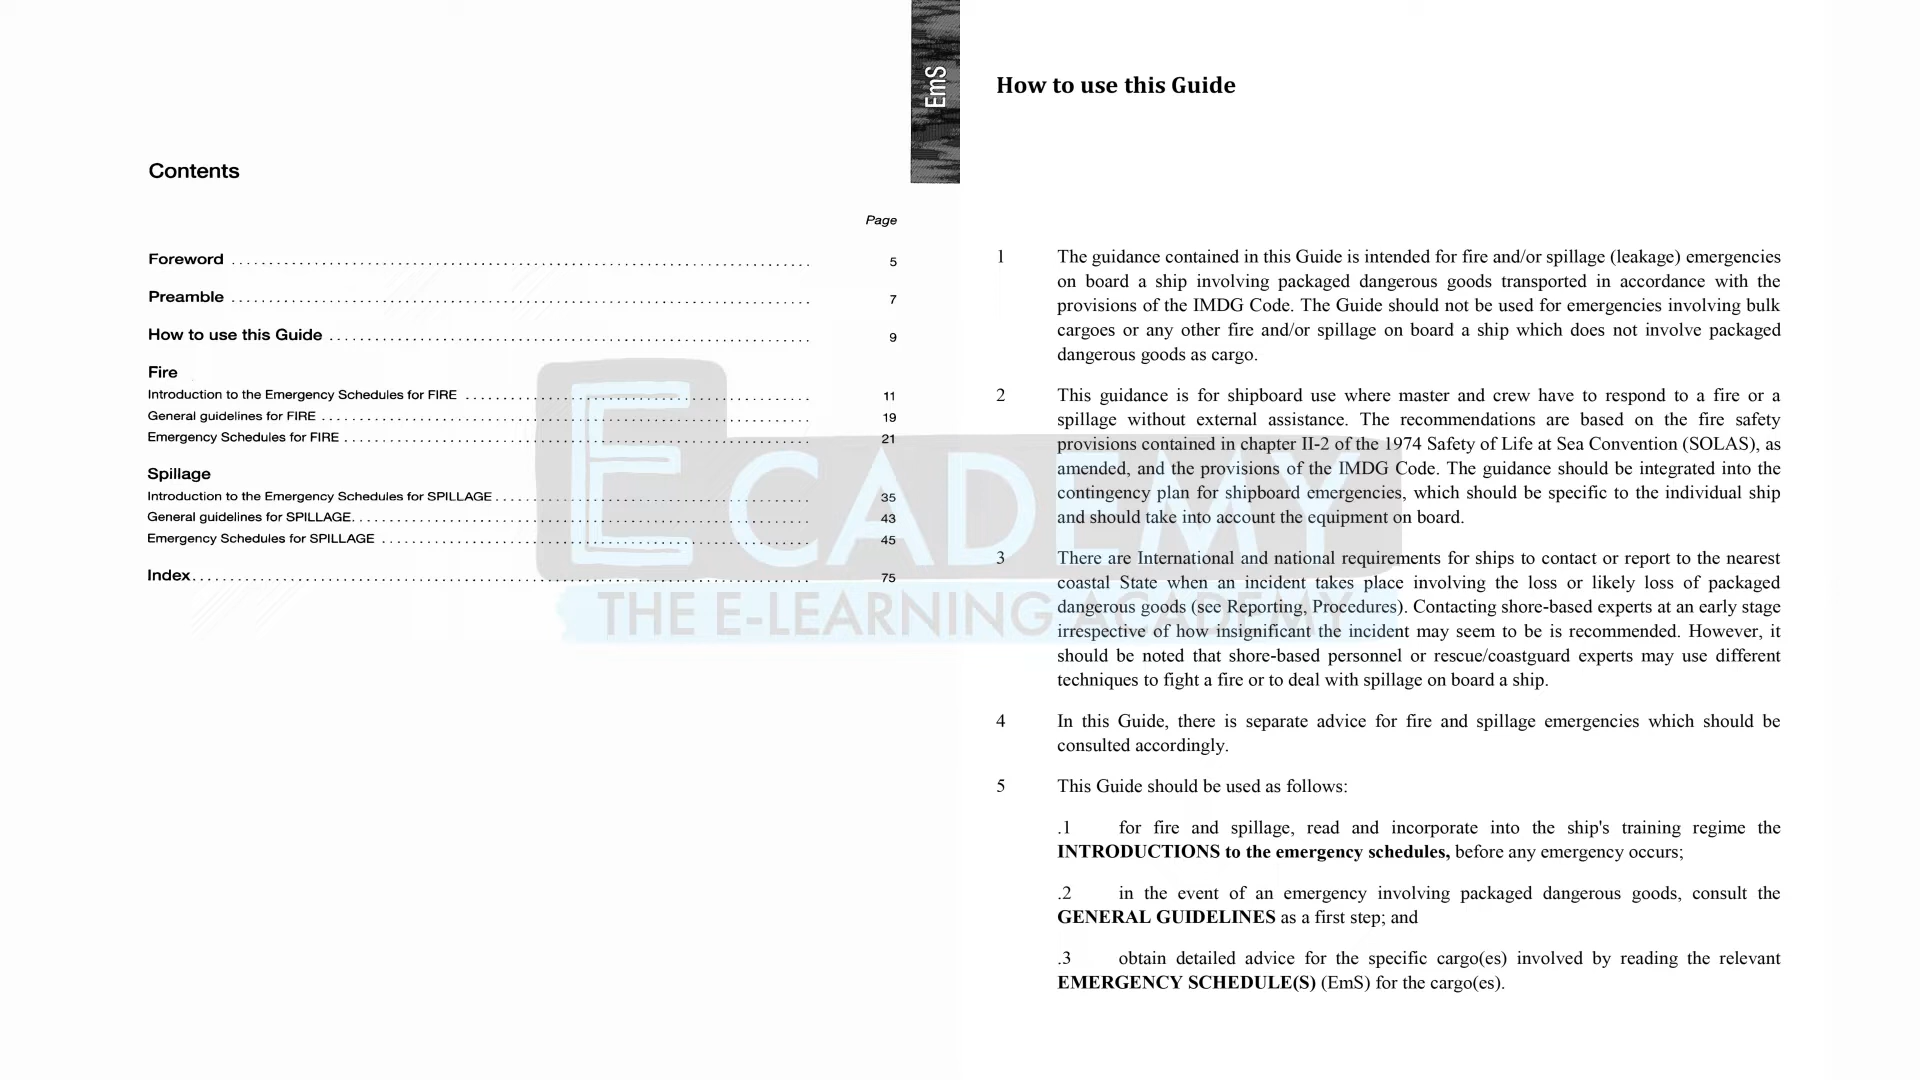 EmS
Contents
Page
Foreword 5
Preamble 7
How to use this Guide 9
Fire
Introduction to the Emergency Schedules for FIRE 11
General guidelines for FIRE 19
Emergency Schedules for FIRE 21
Spillage
Introduction to the Emergency Schedules for SPILLAGE 35
General guidelines for SPILLAGE 43
Emergency Schedules for SPILLAGE 45
Index 75
How to use this Guide
1 The guidance contained in this Guide is intended for fire and/or spillage (leakage) emergencies
on board a ship involving packaged dangerous goods transported in accordance with the
provisions of the IMDG Code. The Guide should not be used for emergencies involving bulk
cargoes or any other fire and/or spillage on board a ship which does not involve packaged
dangerous goods as cargo.
2 This guidance is for shipboard use where master and crew have to respond to a fire or a
spillage without external assistance. The recommendations are based on the fire safety
provisions contained in chapter II-2 of the 1974 Safety of Life at Sea Convention (SOLAS), as
amended, and the provisions of the IMDG Code. The guidance should be integrated into the
contingency plan for shipboard emergencies, which should be specific to the individual ship
and should take into account the equipment on board.
3 There are International and national requirements for ships to contact or report to the nearest
coastal State when an incident takes place involving the loss or likely loss of packaged
dangerous goods (see Reporting, Procedures). Contacting shore-based experts at an early stage
irrespective of how insignificant the incident may seem to be is recommended. However, it
should be noted that shore-based personnel or rescue/coastguard experts may use different
techniques to fight a fire or to deal with spillage on board a ship.
4 In this Guide, there is separate advice for fire and spillage emergencies which should be
consulted accordingly.
5 This Guide should be used as follows:
.1 for fire and spillage, read and incorporate into the ship's training regime the
INTRODUCTIONS to the emergency schedules, before any emergency occurs;
.2 in the event of an emergency involving packaged dangerous goods, consult the
GENERAL GUIDELINES as a first step; and
.3 obtain detailed advice for the specific cargo(es) involved by reading the relevant
EMERGENCY SCHEDULE(S) (EmS) for the cargo(es).
ECADEMY
THE E-LEARNING ACADEMY